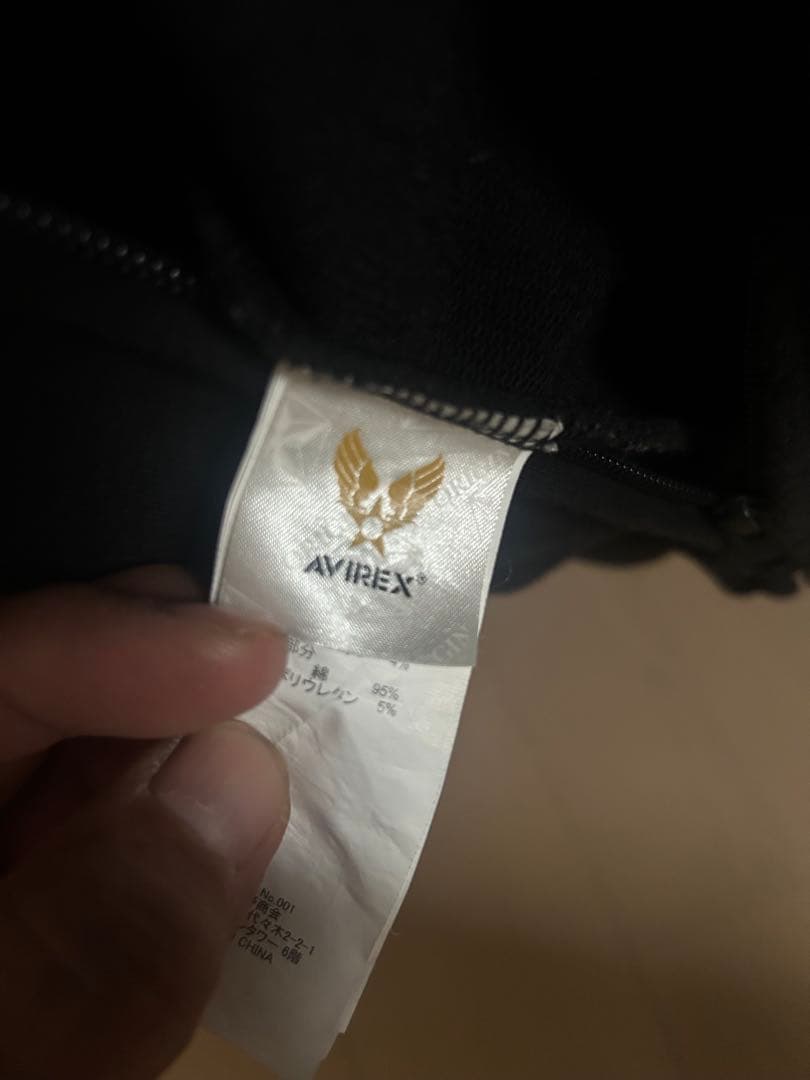 AVIREX®
部分
綿 95%
ポリウレタン 5%
No.001
商会
代々木2-2-1
タワー 6階
CHINA